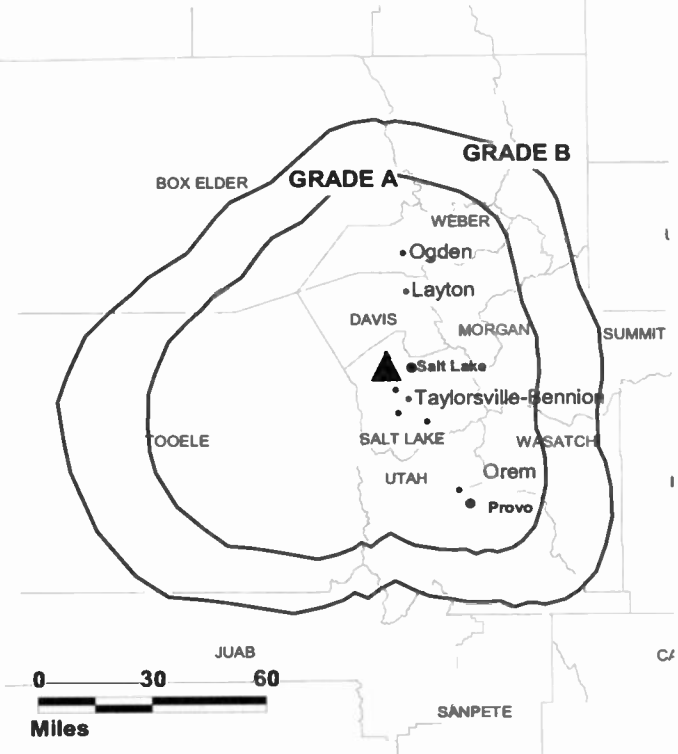 GRADE B
GRADE A
BOX ELDER
WEBER
Ogden
Layton
DAVIS
MORGAN
SUMMIT
Salt Lake
Taylorsville-Bennion
TOOELE
SALT LAKE
WASATCH
UTAH
Orem
Provo
JUAB
CA
0 30 60
Miles
SANPETE